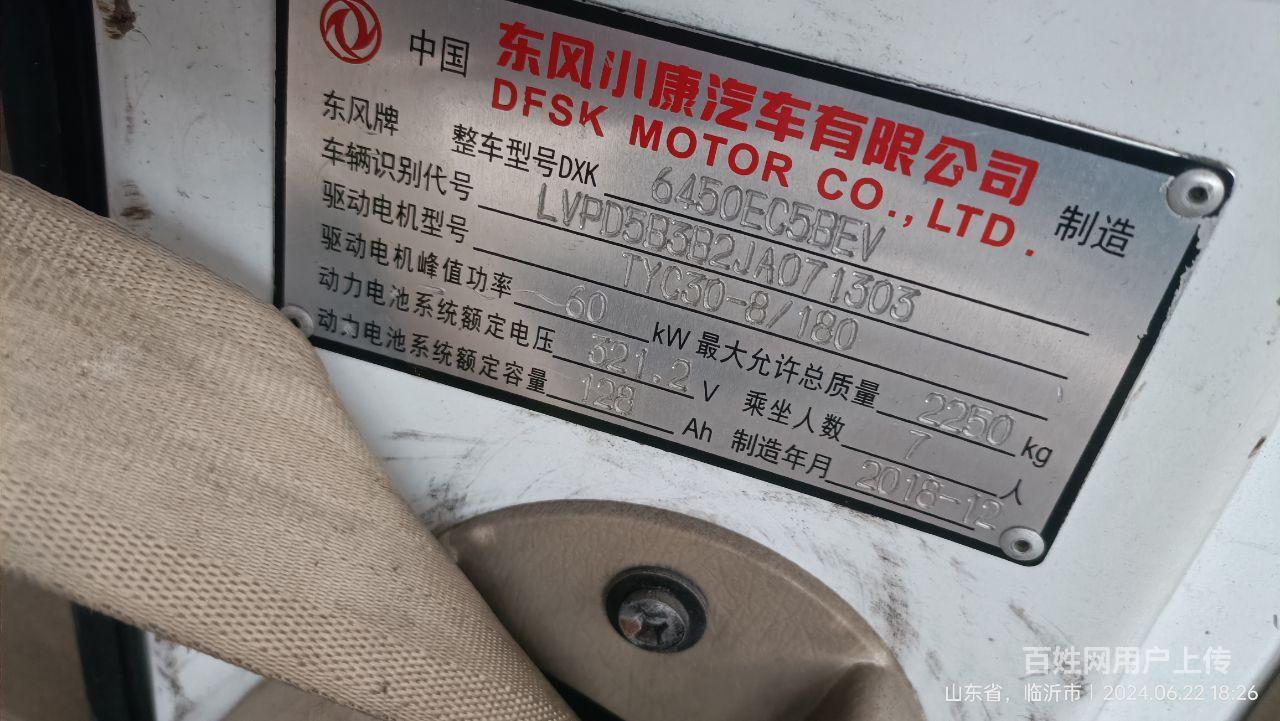 中国 东风小康汽车有限公司 制造
DFSK MOTOR CO., LTD.
东风牌 整车型号DXK 6450EC5BEV
车辆识别代号 LVPD5B3B2JA071303
驱动电机型号 TYC30-8/180
驱动电机峰值功率 60 kW 最大允许总质量 2250 kg
动力电池系统额定电压 321.2 V 乘坐人数 7 人
动力电池系统额定容量 128 Ah 制造年月 2018-12
百姓网用户上传
山东省，临沂市 | 2024.06.22 18:26